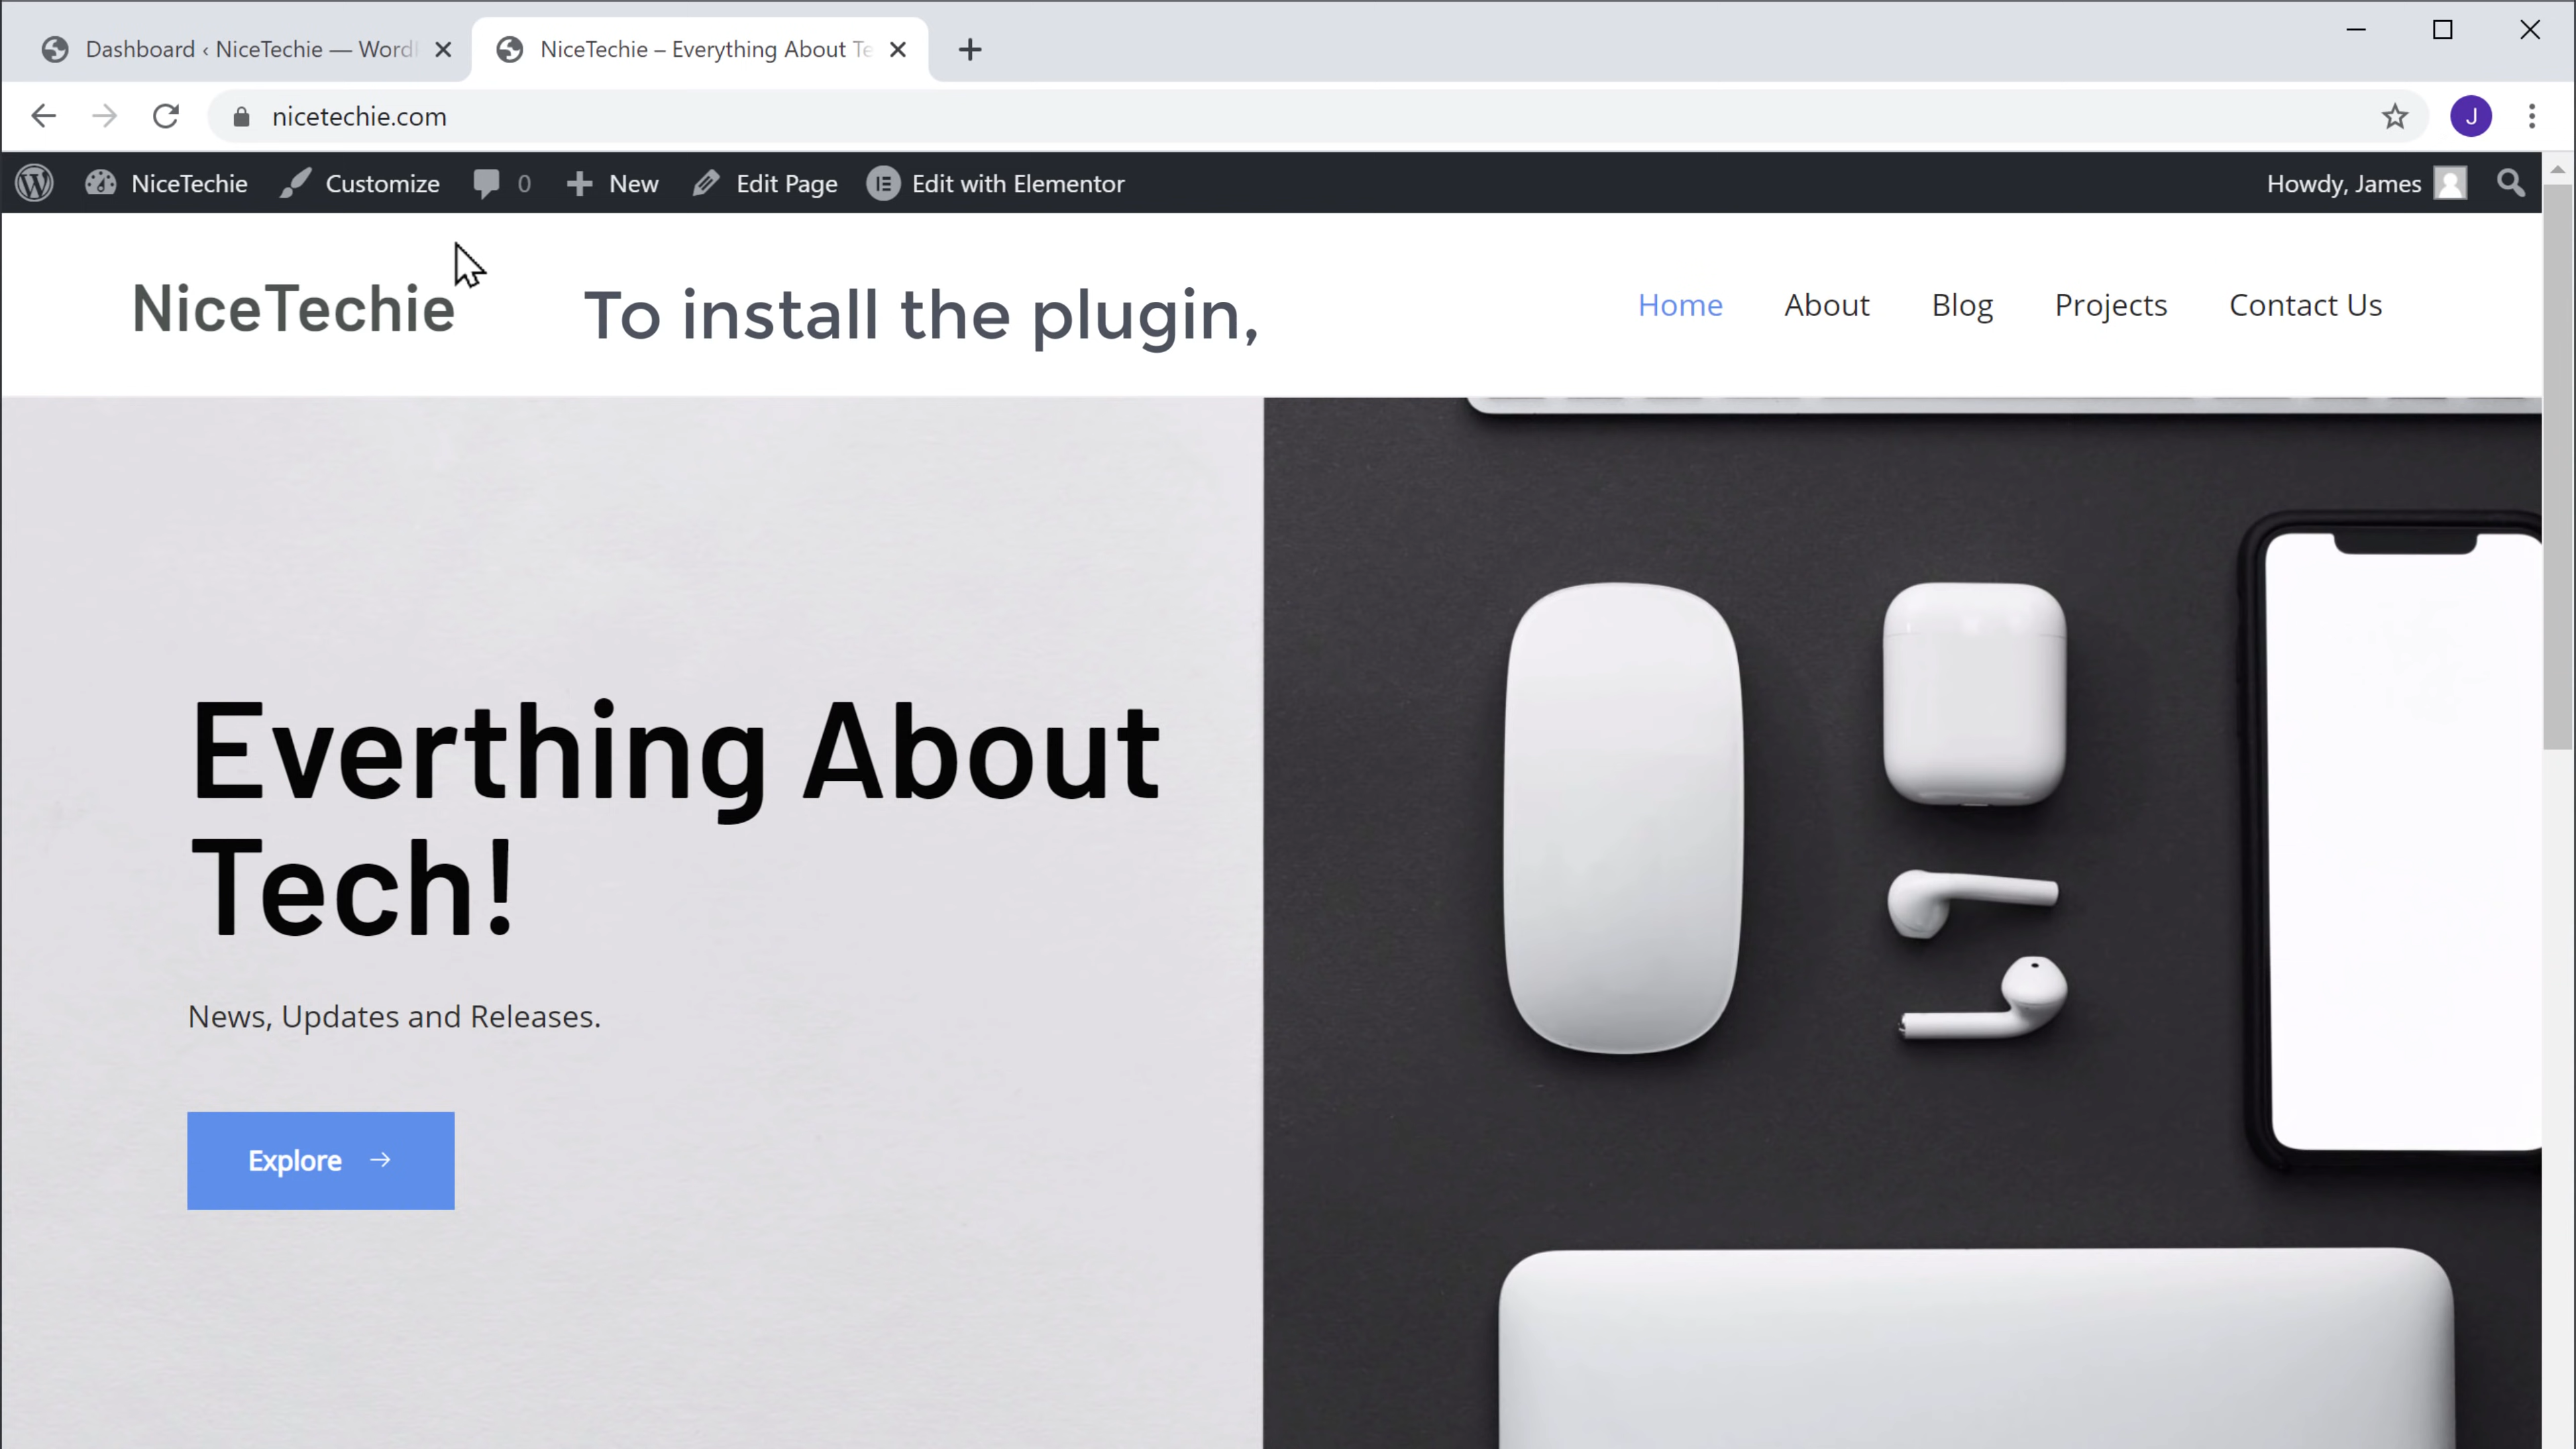 Dashboard ‹ NiceTechie — Word
NiceTechie – Everything About Te
nicetechie.com
J
NiceTechie
Customize
0
New
Edit Page
Edit with Elementor
Howdy, James
NiceTechie
To install the plugin,
Home
About
Blog
Projects
Contact Us
Everthing About
Tech!
News, Updates and Releases.
Explore →